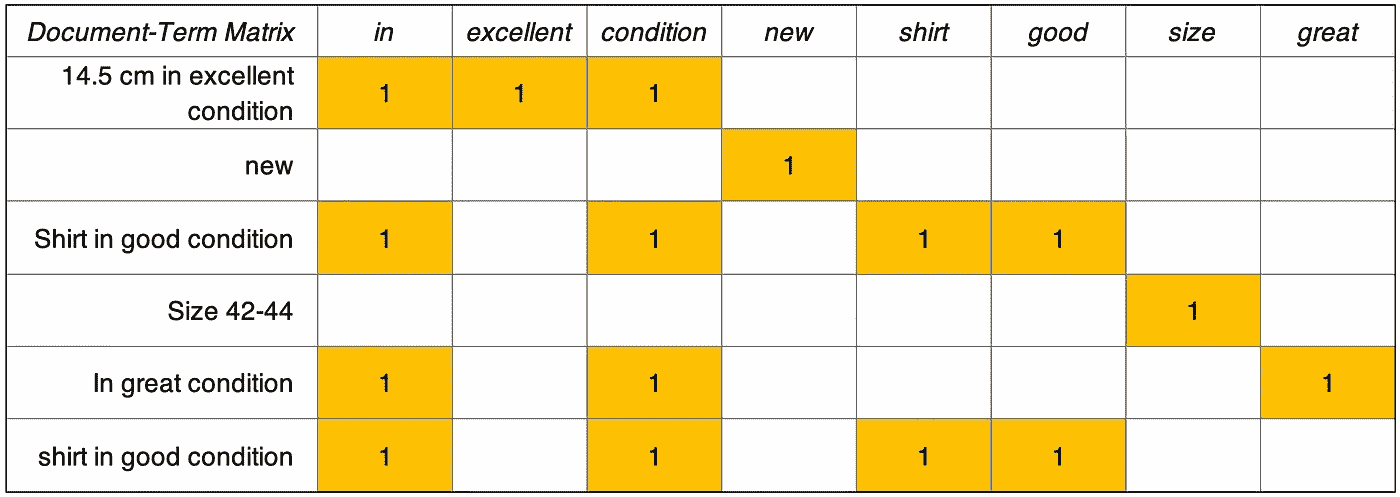 Document-Term Matrix in excellent condition new shirt good size great
14.5 cm in excellent
condition 1 1 1
new 1
Shirt in good condition 1 1 1 1
Size 42-44 1
In great condition 1 1 1
shirt in good condition 1 1 1 1